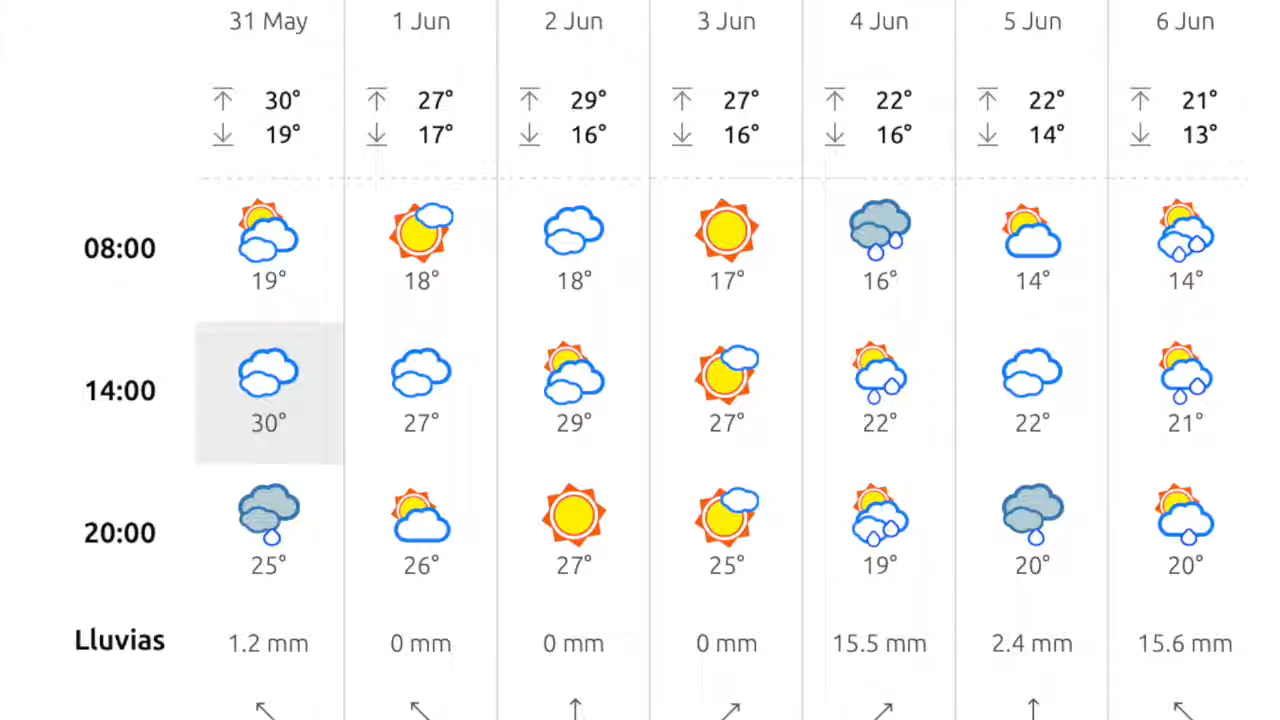 31 May 1 Jun 2 Jun 3 Jun 4 Jun 5 Jun 6 Jun
30° 27° 29° 27° 22° 22° 21°
19° 17° 16° 16° 16° 14° 13°
08:00
19° 18° 18° 17° 16° 14° 14°
14:00
30° 27° 29° 27° 22° 22° 21°
20:00
25° 26° 27° 25° 19° 20° 20°
Lluvias 1.2 mm 0 mm 0 mm 0 mm 15.5 mm 2.4 mm 15.6 mm